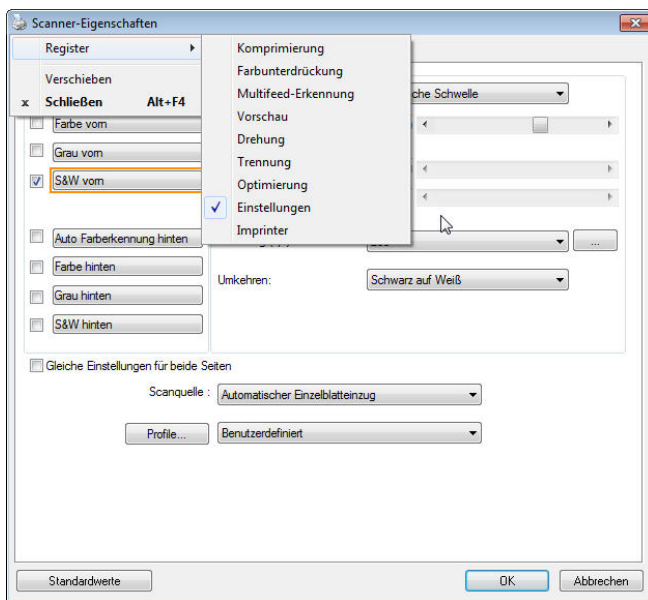 Scanner-Eigenschaften
Register
Verschieben
x Schließen Alt+F4
Komprimierung
Farbunterdrückung
Multifeed-Erkennung
Vorschau
Drehung
Trennung
Optimierung
Einstellungen
Imprinter
che Schwelle
Farbe vorn
Grau vorn
S&W vorn
Auto Farberkennung hinten
...
Farbe hinten
Umkehren: Schwarz auf Weiß
Grau hinten
S&W hinten
Gleiche Einstellungen für beide Seiten
Scanquelle : Automatischer Einzelblatteinzug
Profile... Benutzerdefiniert
Standardwerte OK Abbrechen